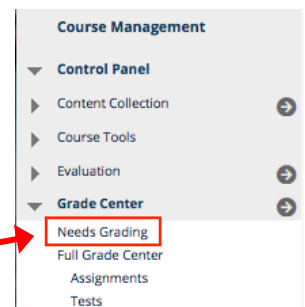 Course Management
Control Panel
Content Collection
Course Tools
Evaluation
Grade Center
Needs Grading
Full Grade Center
Assignments
Tests